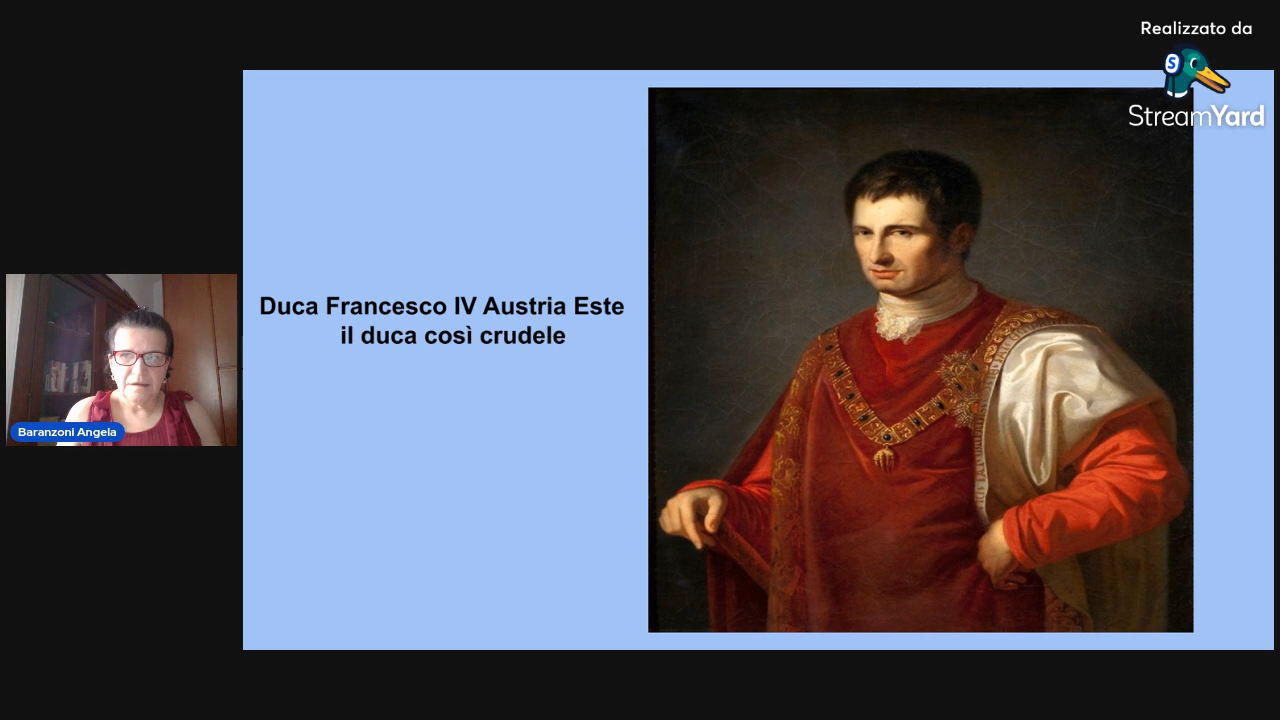 Realizzato da
StreamYard
Duca Francesco IV Austria Este
il duca così crudele
Baranzoni Angela